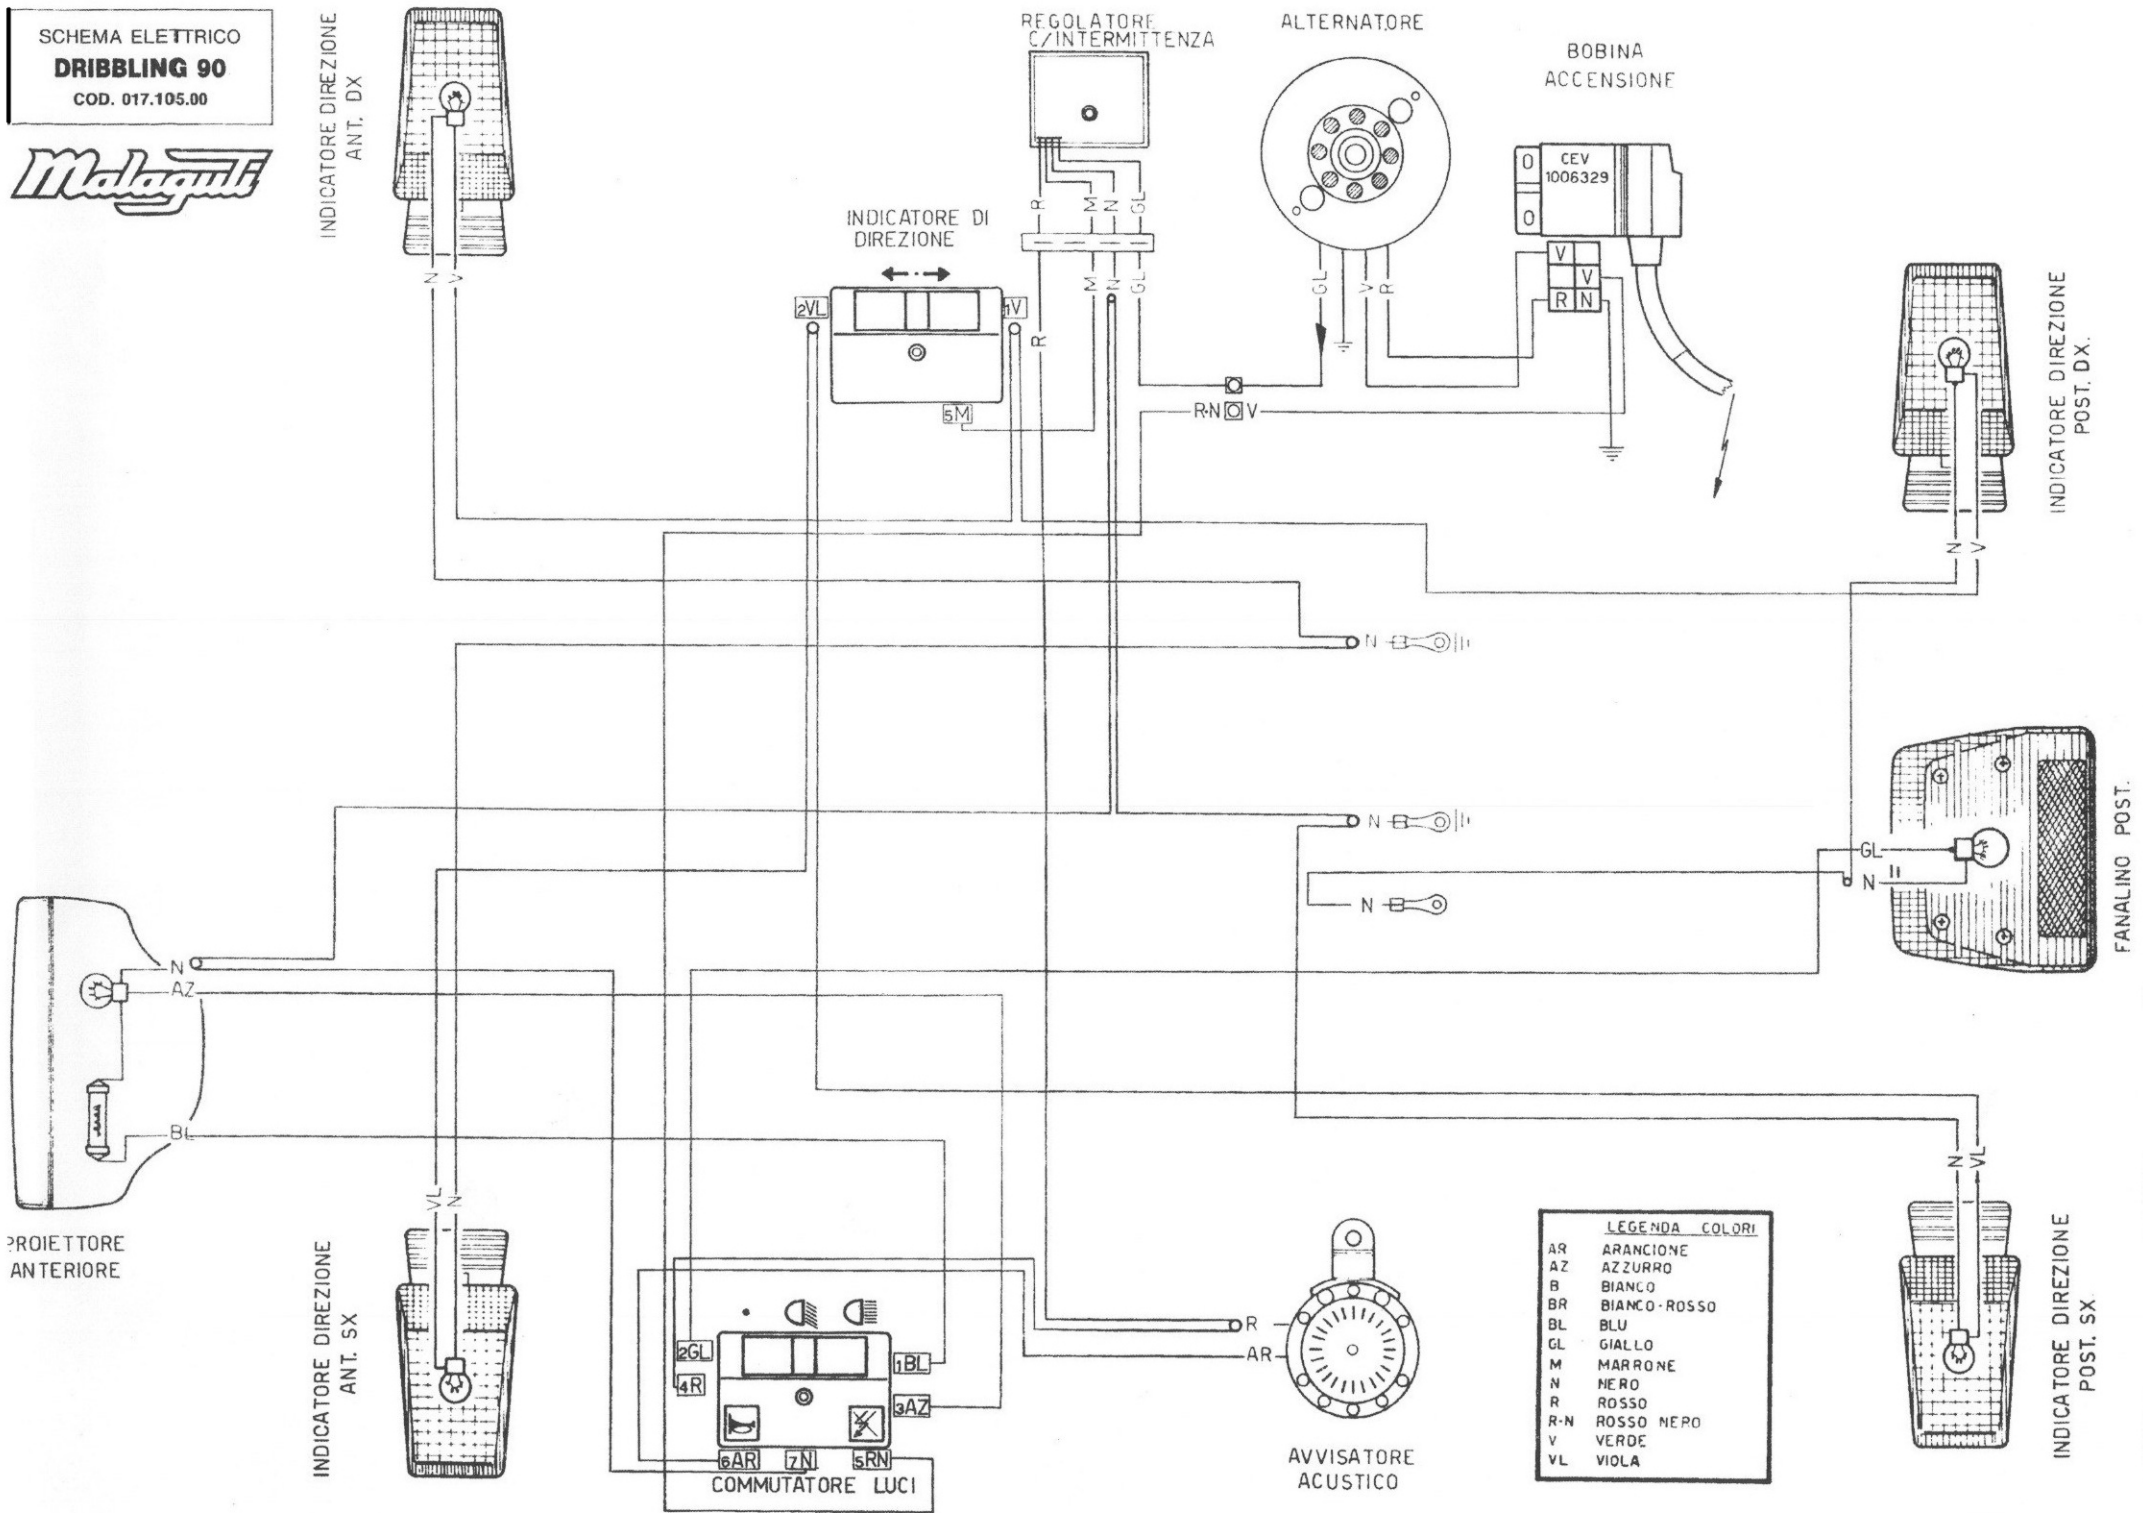 SCHEMA ELETTRICO
DRIBBLING 90
COD. 017.105.00
Malaguti
INDICATORE DIREZIONE
ANT. DX
N
V
REGOLATORE
C/INTERMITTENZA
R
M
N
GL
M
N
GL
R
ALTERNATORE
GL
V
R
BOBINA
ACCENSIONE
CEV
1006329
V
V
R N
INDICATORE DI
DIREZIONE
2VL
1V
5M
R-N
V
INDICATORE DIREZIONE
POST. DX.
N
V
N
N
N
GL
N
FANALINO POST.
N
AZ
BL
PROIETTORE
ANTERIORE
VL
N
INDICATORE DIREZIONE
ANT. SX
2GL
4R
1BL
3AZ
6AR
7N
5RN
COMMUTATORE LUCI
R
AR
AVVISATORE
ACUSTICO
LEGENDA COLORI
AR ARANCIONE
AZ AZZURRO
B BIANCO
BR BIANCO-ROSSO
BL BLU
GL GIALLO
M MARRONE
N NERO
R ROSSO
R-N ROSSO NERO
V VERDE
VL VIOLA
N
VL
INDICATORE DIREZIONE
POST. SX